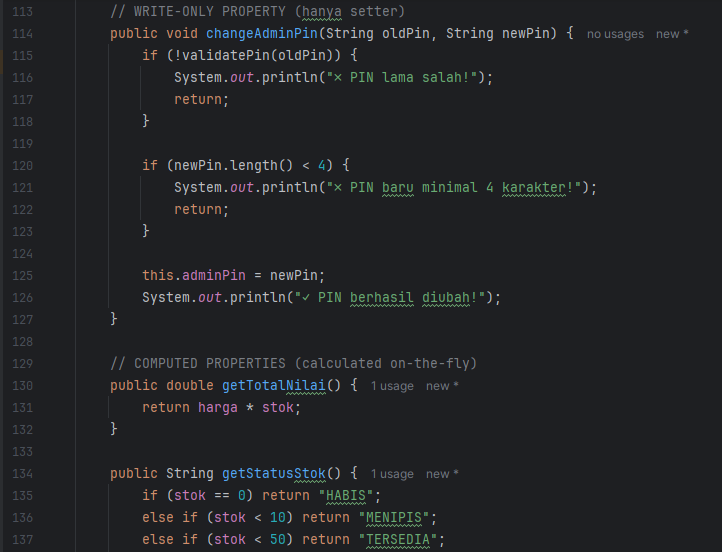 113 // WRITE-ONLY PROPERTY (hanya setter)
114 public void changeAdminPin(String oldPin, String newPin) { no usages new *
115 if (!validatePin(oldPin)) {
116 System.out.println("✕ PIN lama salah!");
117 return;
118 }
119
120 if (newPin.length() < 4) {
121 System.out.println("✕ PIN baru minimal 4 karakter!");
122 return;
123 }
124
125 this.adminPin = newPin;
126 System.out.println("✓ PIN berhasil diubah!");
127 }
128
129 // COMPUTED PROPERTIES (calculated on-the-fly)
130 public double getTotalNilai() { 1 usage new *
131 return harga * stok;
132 }
133
134 public String getStatusStok() { 1 usage new *
135 if (stok == 0) return "HABIS";
136 else if (stok < 10) return "MENIPIS";
137 else if (stok < 50) return "TERSEDIA";